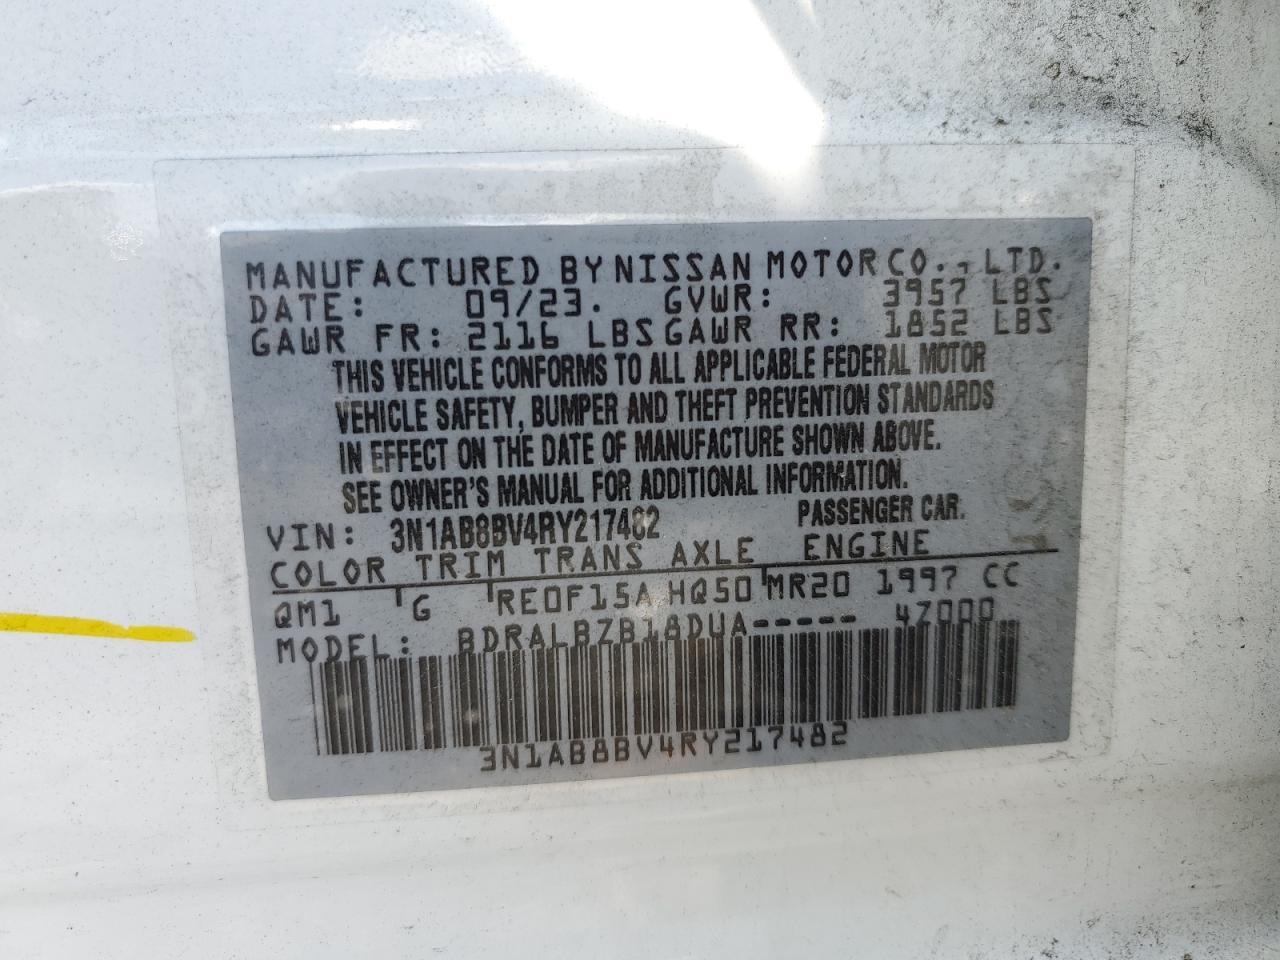 MANUFACTURED BY NISSAN MOTOR CO., LTD.
DATE: 09/23. GVWR: 3957 LBS
GAWR FR: 2116 LBS GAWR RR: 1852 LBS
THIS VEHICLE CONFORMS TO ALL APPLICABLE FEDERAL MOTOR
VEHICLE SAFETY, BUMPER AND THEFT PREVENTION STANDARDS
IN EFFECT ON THE DATE OF MANUFACTURE SHOWN ABOVE.
SEE OWNER'S MANUAL FOR ADDITIONAL INFORMATION.
VIN: 3N1AB8BV4RY217482 PASSENGER CAR.
COLOR TRIM TRANS AXLE ENGINE
QM1 G RE0F15A HQ50 MR20 1997 CC
MODEL: BDRALBZB18DUA----- 4Z000
3N1AB8BV4RY217482